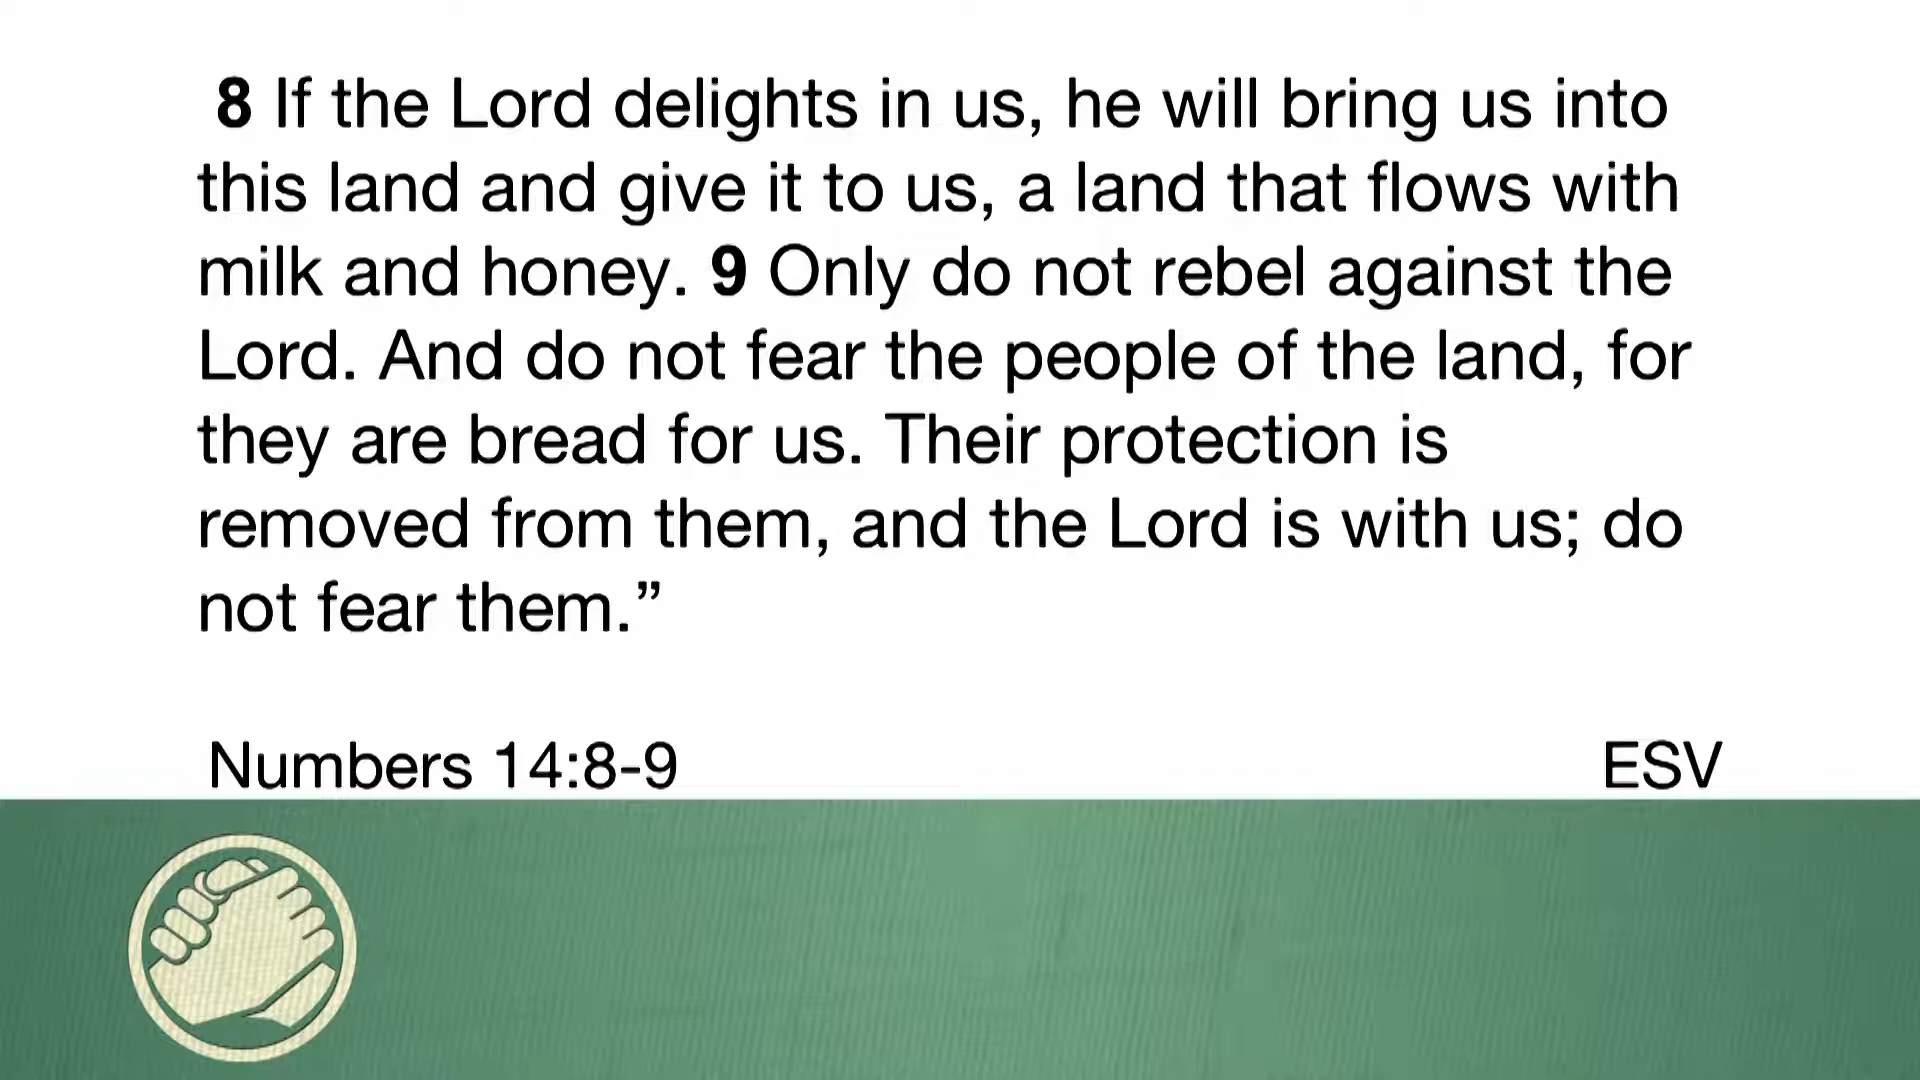 8 If the Lord delights in us, he will bring us into
this land and give it to us, a land that flows with
milk and honey. 9 Only do not rebel against the
Lord. And do not fear the people of the land, for
they are bread for us. Their protection is
removed from them, and the Lord is with us; do
not fear them.”
Numbers 14:8-9 ESV